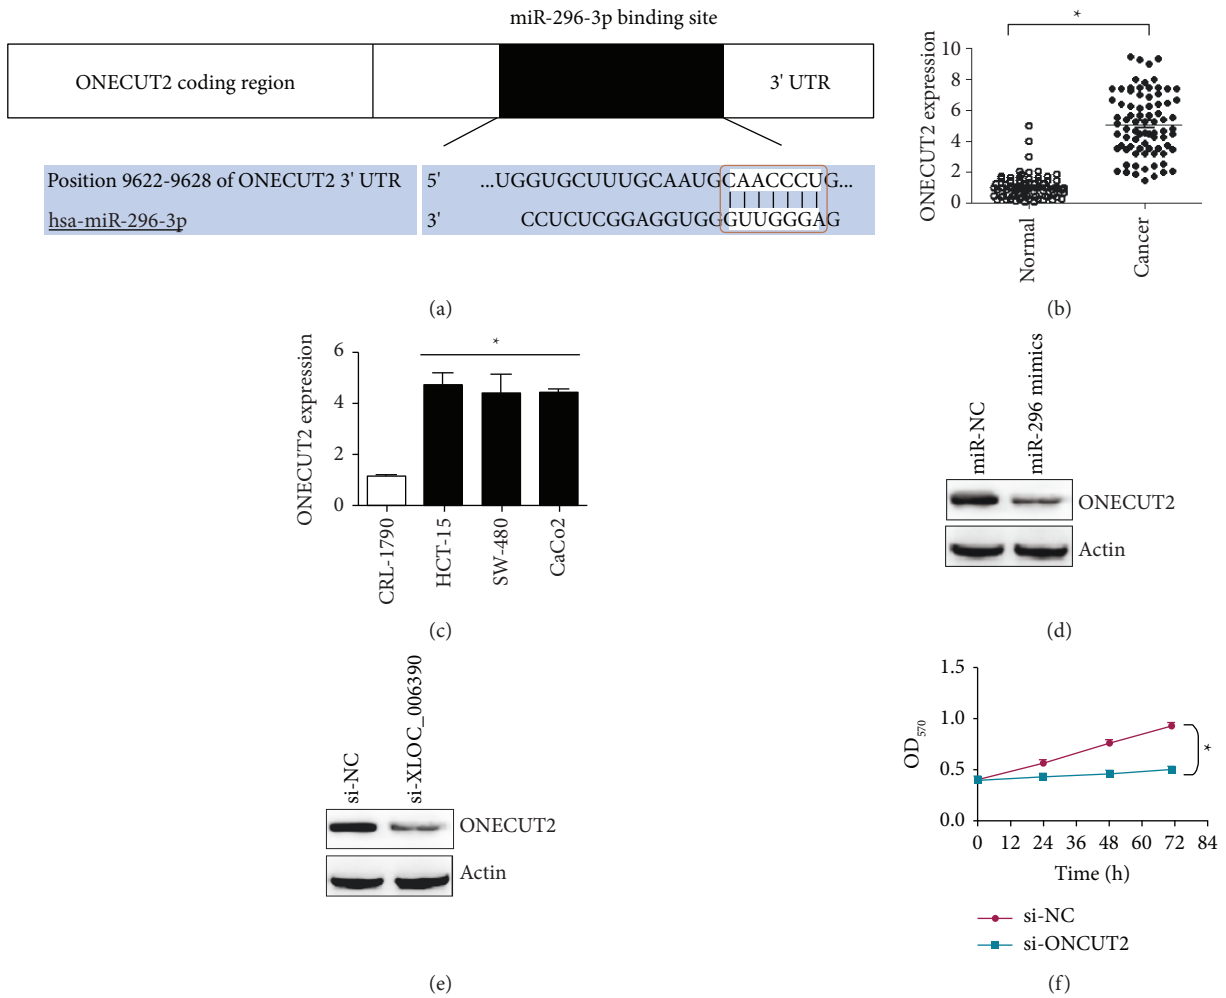 miR-296-3p binding site
ONECUT2 coding region
3' UTR
Position 9622-9628 of ONECUT2 3' UTR
5' ...UGGUGCUUUGCAAUGCAACCCUG...
hsa-miR-296-3p
3' CCUCUCGGAGGUGGGUUGGGAG
(a)
*
ONECUT2 expression
10
8
6
4
2
0
Normal
Cancer
(b)
*
ONECUT2 expression
6
4
2
0
CRL-1790
HCT-15
SW-480
CaCo2
(c)
miR-NC
miR-296 mimics
ONECUT2
Actin
(d)
si-NC
si-XLOC_006390
ONECUT2
Actin
(e)
OD570
1.5
1.0
0.5
0.0
*
0 12 24 36 48 60 72 84
Time (h)
si-NC
si-ONCUT2
(f)